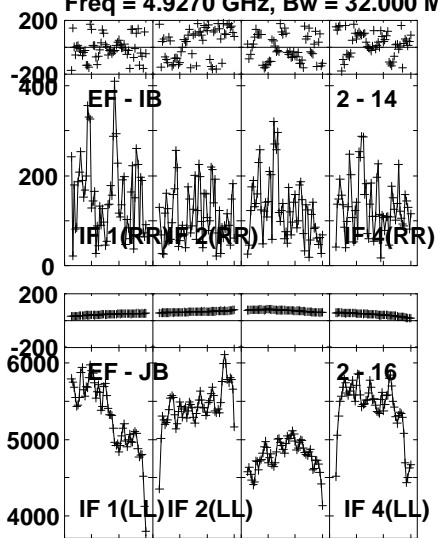 Freq = 4.9270 GHz, Bw = 32.000 M
200
-200
400
EF - IB 2 - 14
200
IF 1(RR) IF 2(RR) IF 4(RR)
0
200
-200
6000
EF - JB 2 - 16
5000
IF 1(LL) IF 2(LL) IF 4(LL)
4000